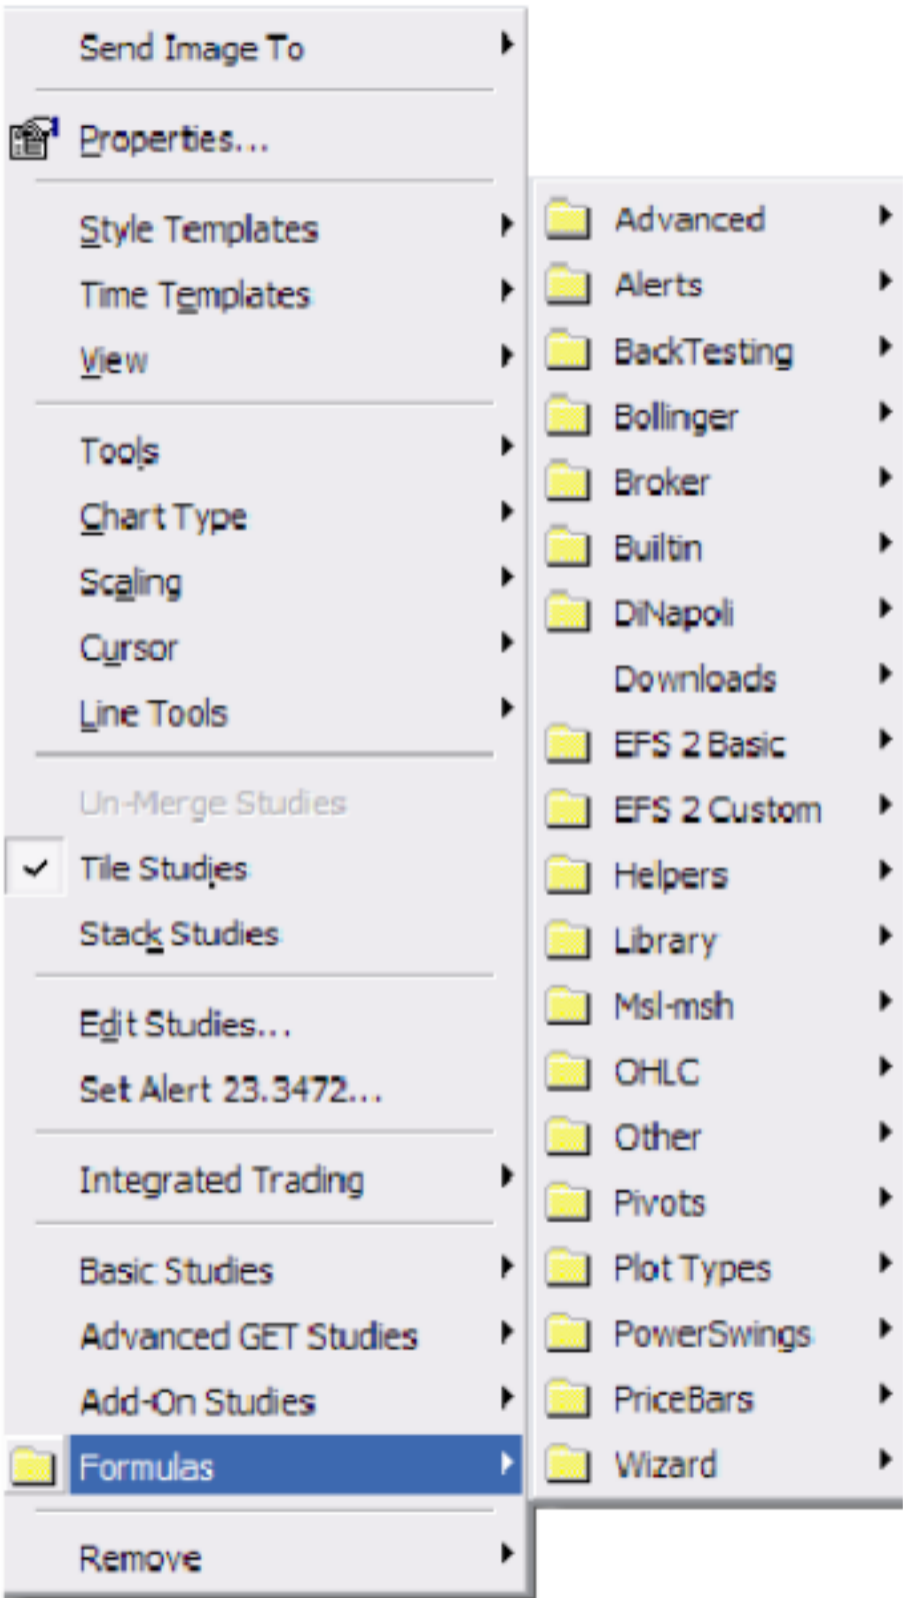 Send Image To
Properties...
Style Templates
Time Templates
View
Tools
Chart Type
Scaling
Cursor
Line Tools
Un-Merge Studies
Tile Studies
Stack Studies
Edit Studies...
Set Alert 23.3472...
Integrated Trading
Basic Studies
Advanced GET Studies
Add-On Studies
Formulas
Remove
Advanced
Alerts
BackTesting
Bollinger
Broker
Builtin
DiNapoli
Downloads
EFS 2 Basic
EFS 2 Custom
Helpers
Library
Msl-msh
OHLC
Other
Pivots
Plot Types
PowerSwings
PriceBars
Wizard